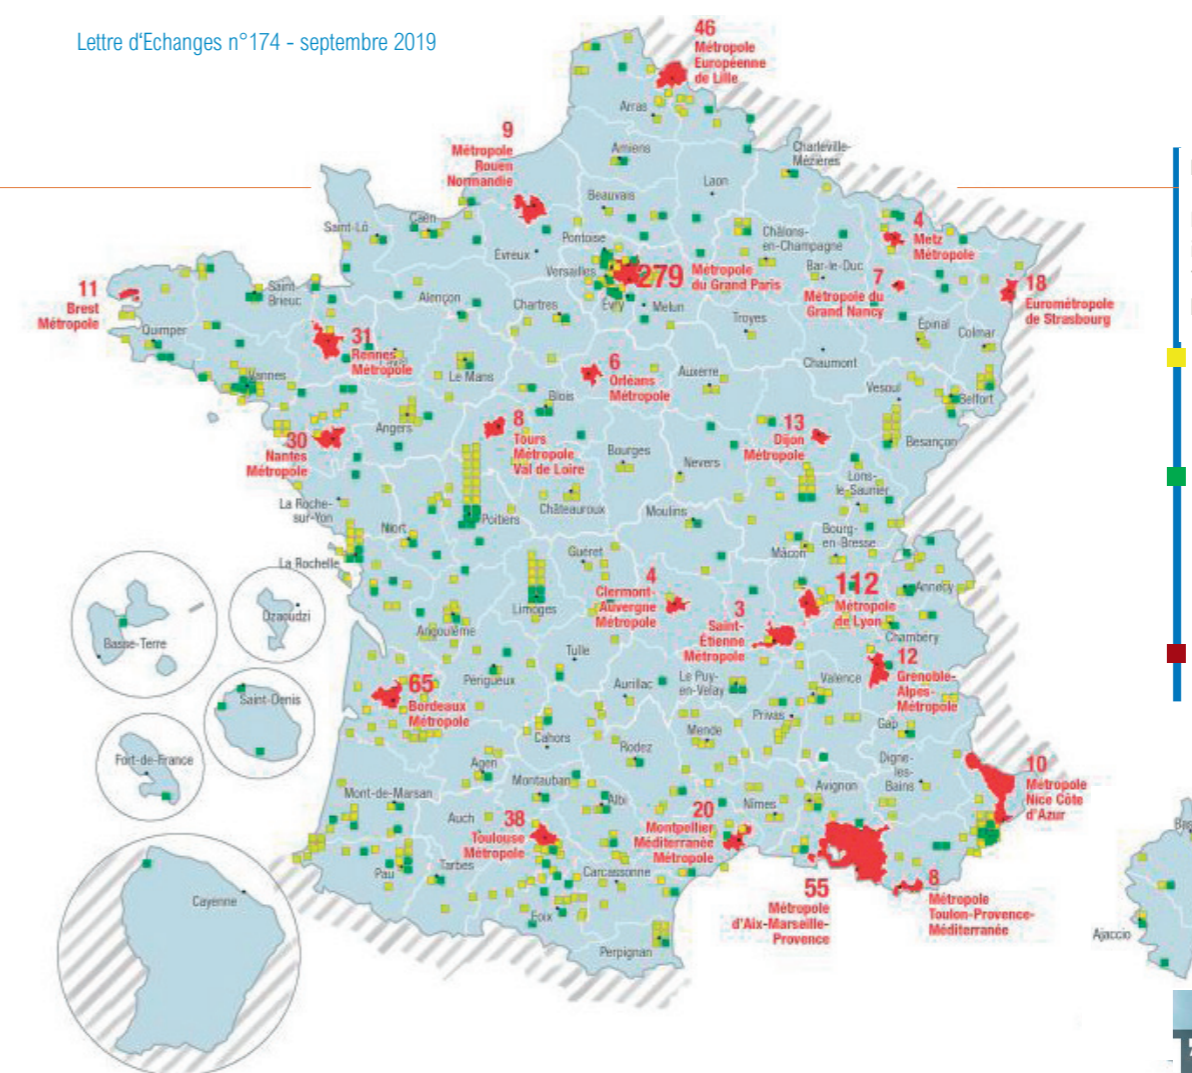 Lettre d'Echanges n°174 - septembre 2019
46
Métropole
Européenne
de Lille
Arras
9
Métropole
Rouen
Normandie
Amiens
Charleville-
Mézières
Laon
Beauvais
Saint-Lô
Caen
Pontoise
Évreux
Versailles
279
Métropole
du Grand Paris
Châlons-
en-Champagne
4
Metz
Métropole
Bar-le-Duc
7
Métropole du
Grand Nancy
18
Eurométropole
de Strasbourg
11
Brest
Métropole
Saint-
Brieuc
Alençon
Chartres
Évry
Melun
Troyes
Épinal
Colmar
Quimper
31
Rennes
Métropole
Laval
Le Mans
6
Orléans
Métropole
Auxerre
Chaumont
Vesoul
Belfort
Vannes
Blois
Angers
8
Tours
Métropole
Val de Loire
13
Dijon
Métropole
Besançon
30
Nantes
Métropole
Bourges
Nevers
Lons-
le-Saunier
La Roche-
sur-Yon
Châteauroux
Moulins
Niort
Poitiers
Bourg-
en-Bresse
Mâcon
La Rochelle
Guéret
4
Clermont-
Auvergne
Métropole
112
Métropole
de Lyon
Annecy
Limoges
3
Saint-
Étienne
Métropole
Chambéry
Angoulême
Basse-Terre
Dzaoudzi
Tulle
12
Grenoble-
Alpes-
Métropole
Périgueux
Aurillac
Le Puy-
en-Velay
Valence
65
Bordeaux
Métropole
Saint-Denis
Privas
Gap
Mende
Cahors
Rodez
Fort-de-France
Agen
Digne-
les-
Bains
10
Métropole
Nice Côte
d'Azur
Montauban
Mont-de-Marsan
Albi
Avignon
Nîmes
Auch
38
Toulouse
Métropole
20
Montpellier
Méditerranée
Métropole
Pau
Tarbes
Carcassonne
55
Métropole
d'Aix-Marseille-
Provence
8
Métropole
Toulon-Provence-
Méditerranée
Cayenne
Foix
Perpignan
Ajaccio